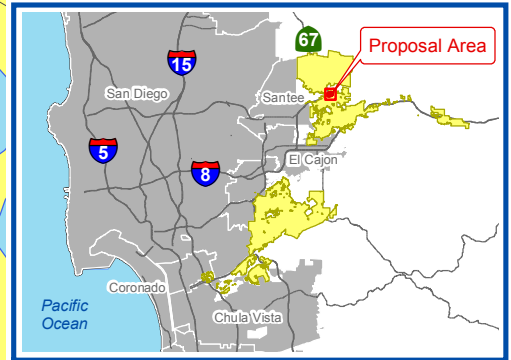 67
Proposal Area
15
San Diego
Santee
5
El Cajon
8
Coronado
Pacific
Ocean
Chula Vista